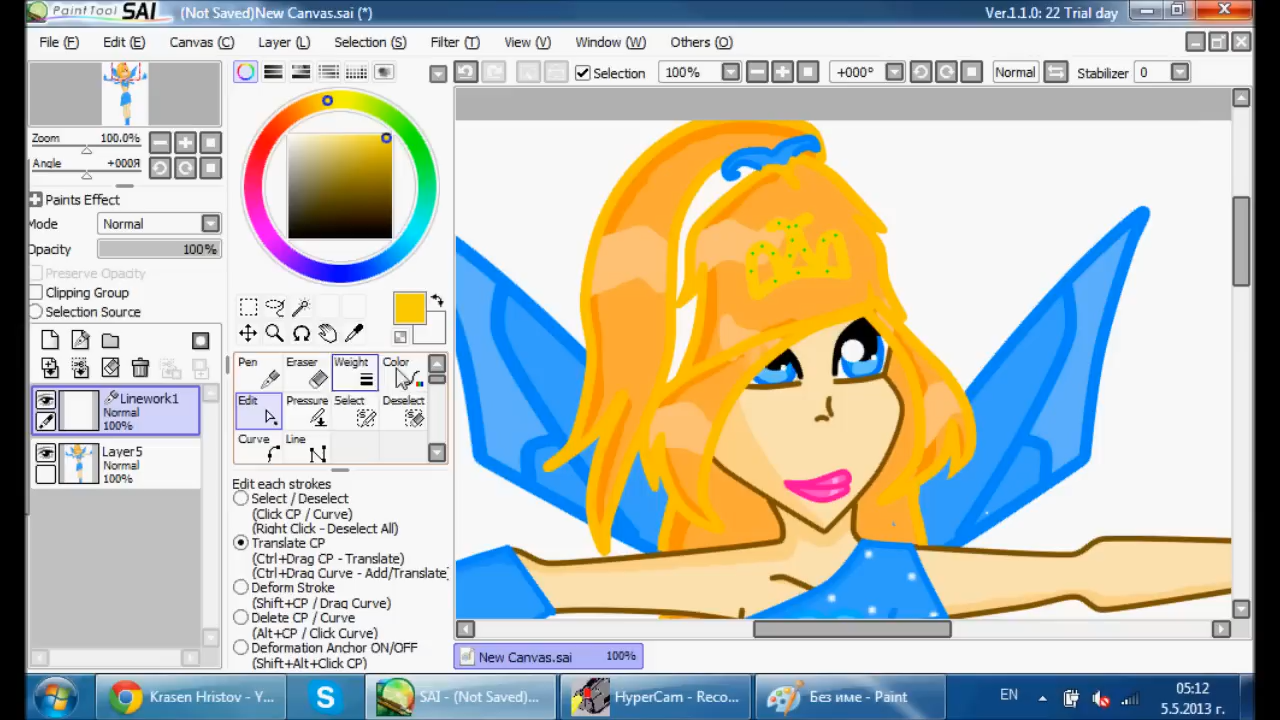 PaintTool SAI (Not Saved)New Canvas.sai (*) Ver.1.1.0: 22 Trial day
File (F) Edit (E) Canvas (C) Layer (L) Selection (S) Filter (T) View (V) Window (W) Others (O)
Selection 100% +000° Normal Stabilizer 0
Zoom 100.0%
Angle +000Я
Paints Effect
Mode Normal
Opacity 100%
Preserve Opacity
Clipping Group
Selection Source
Linework1
Normal
100%
Layer5
Normal
100%
Pen Eraser Weight Color
Edit Pressure Select Deselect
Curve Line
Edit each strokes
Select / Deselect
(Click CP / Curve)
(Right Click - Deselect All)
Translate CP
(Ctrl+Drag CP - Translate)
(Ctrl+Drag Curve - Add/Translate)
Deform Stroke
(Shift+CP / Drag Curve)
Delete CP / Curve
(Alt+CP / Click Curve)
Deformation Anchor ON/OFF
(Shift+Alt+Click CP)
New Canvas.sai 100%
Krasen Hristov - Y... SAI - (Not Saved)... HyperCam - Reco... Без име - Paint EN 05:12
5.5.2013 г.